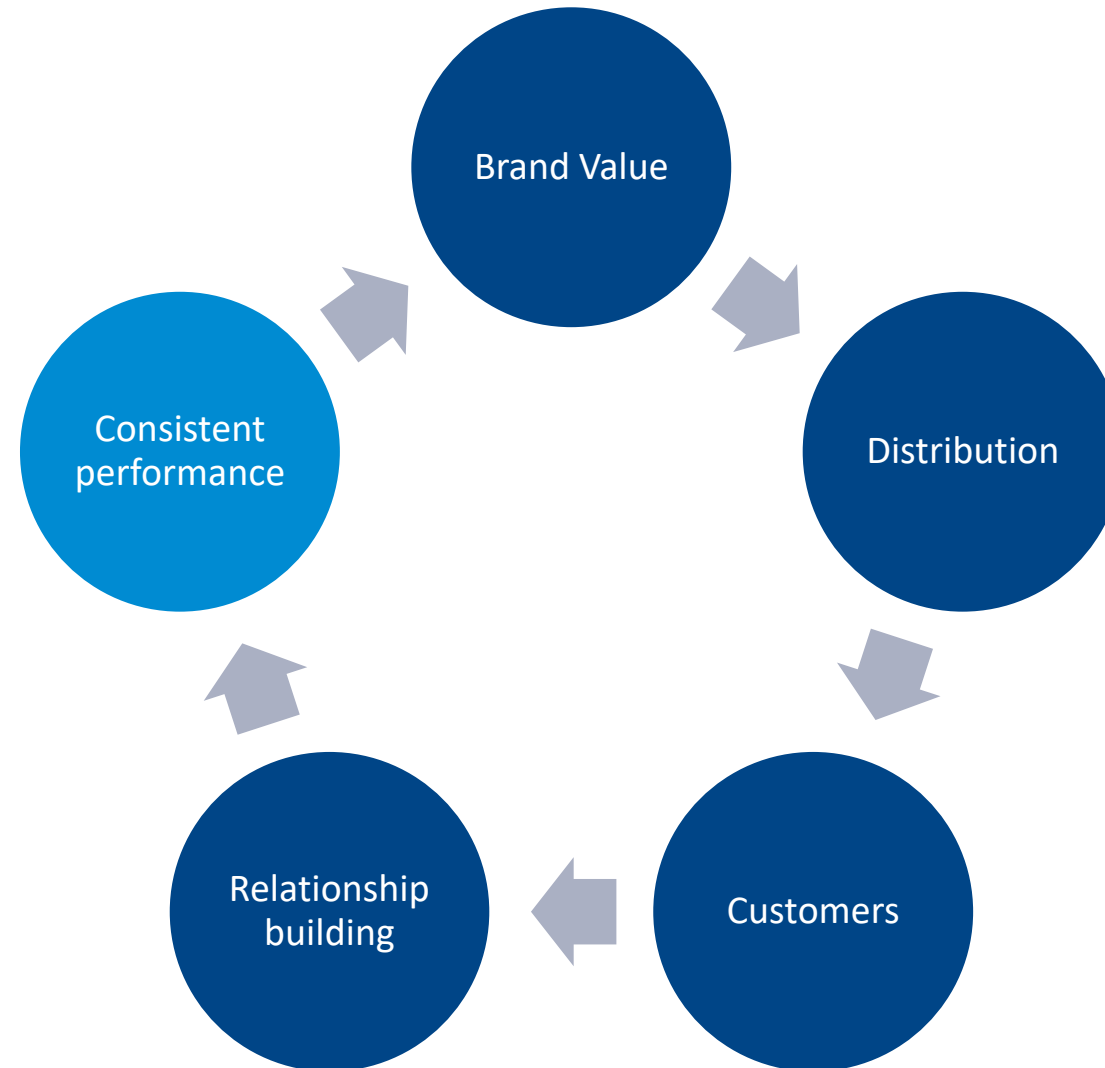 Brand Value
Distribution
Customers
Relationship
building
Consistent
performance